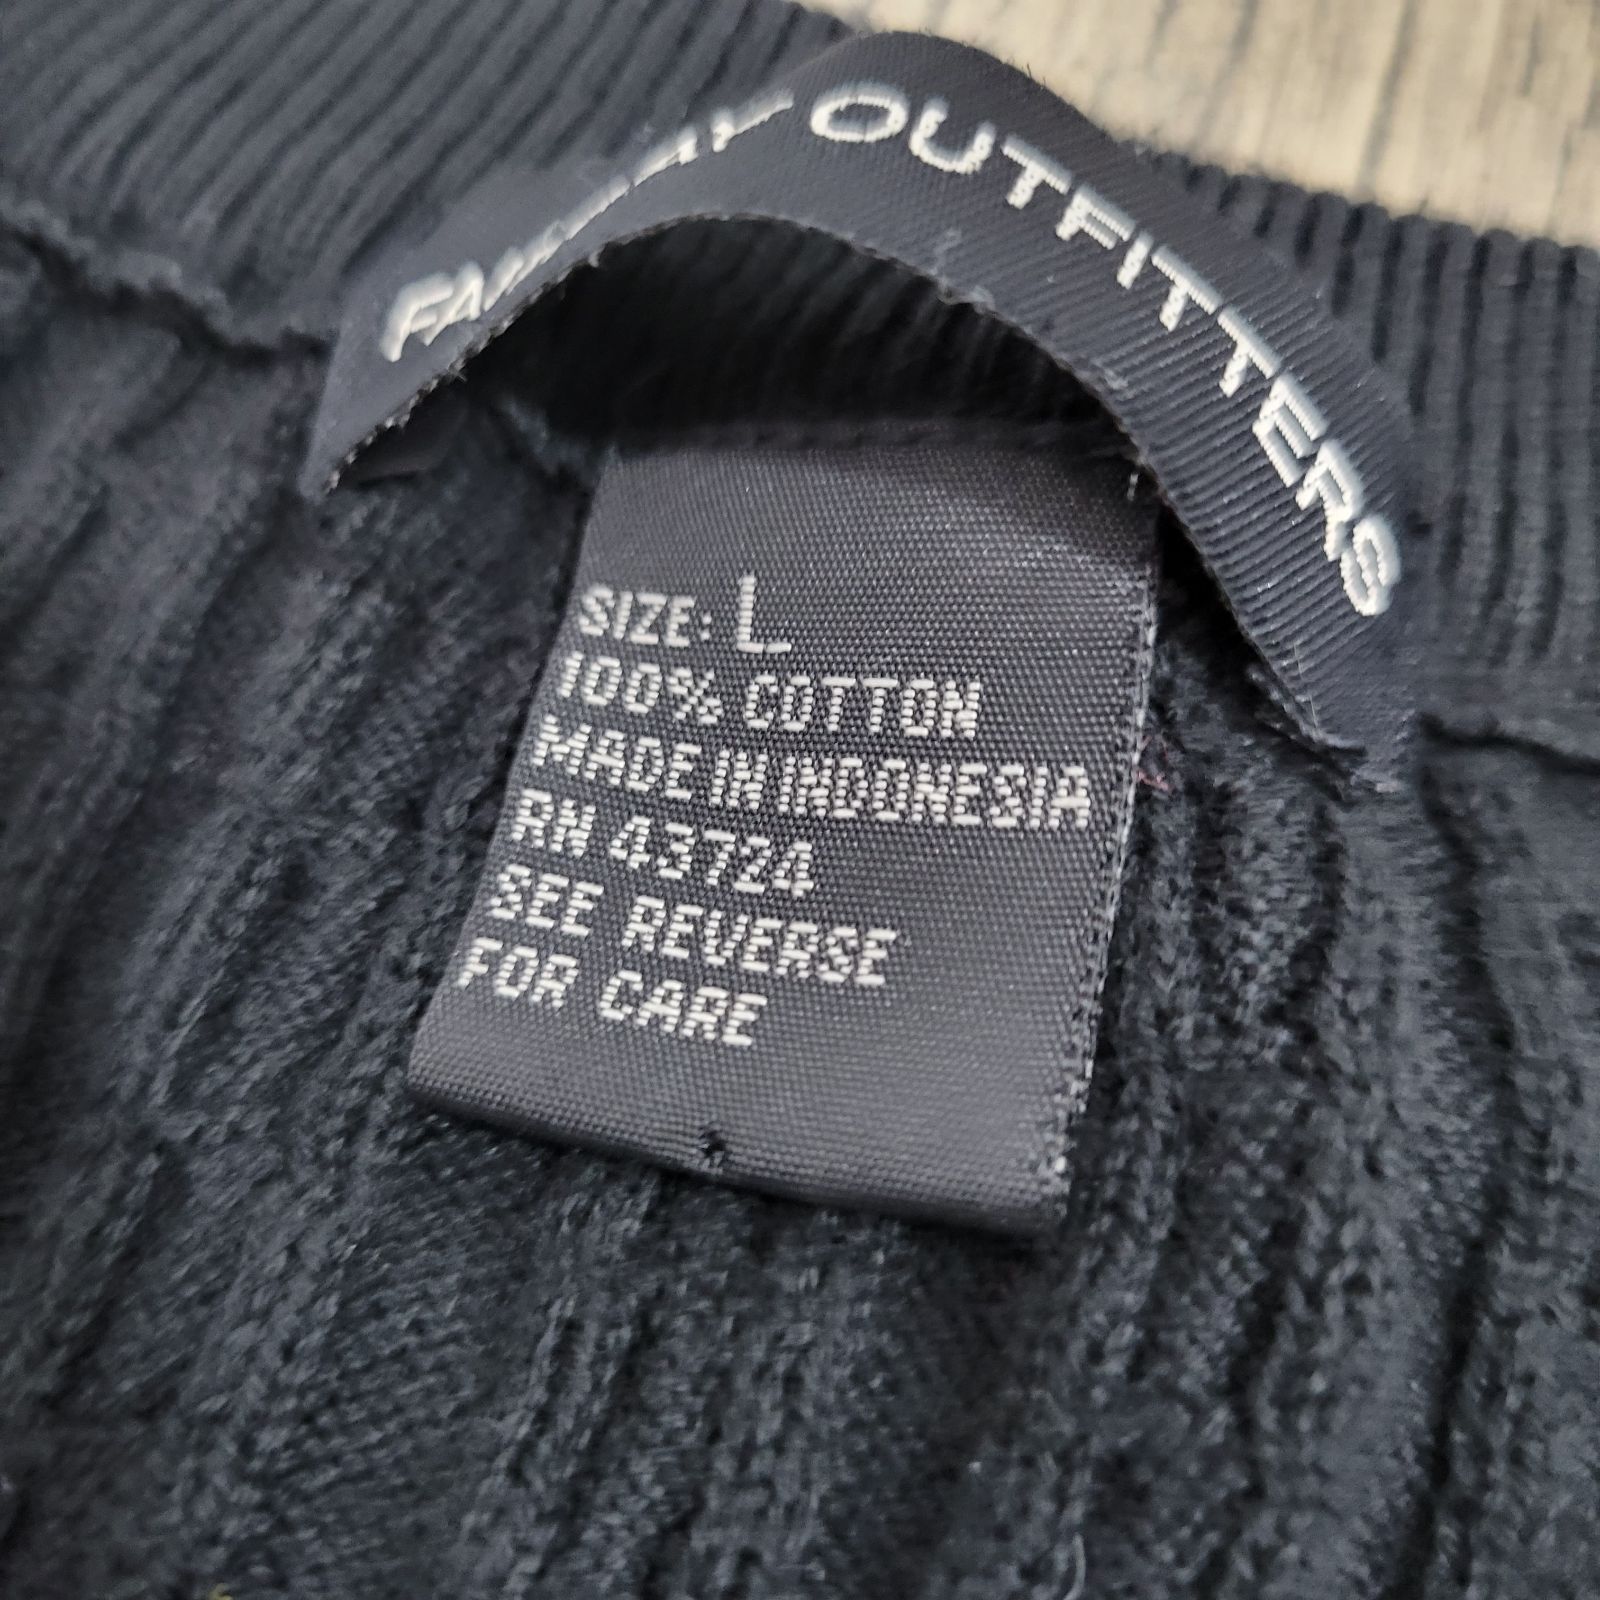 OUTFITTERS
SIZE: L
100% COTTON
MADE IN INDONESIA
RN 43724
SEE REVERSE
FOR CARE